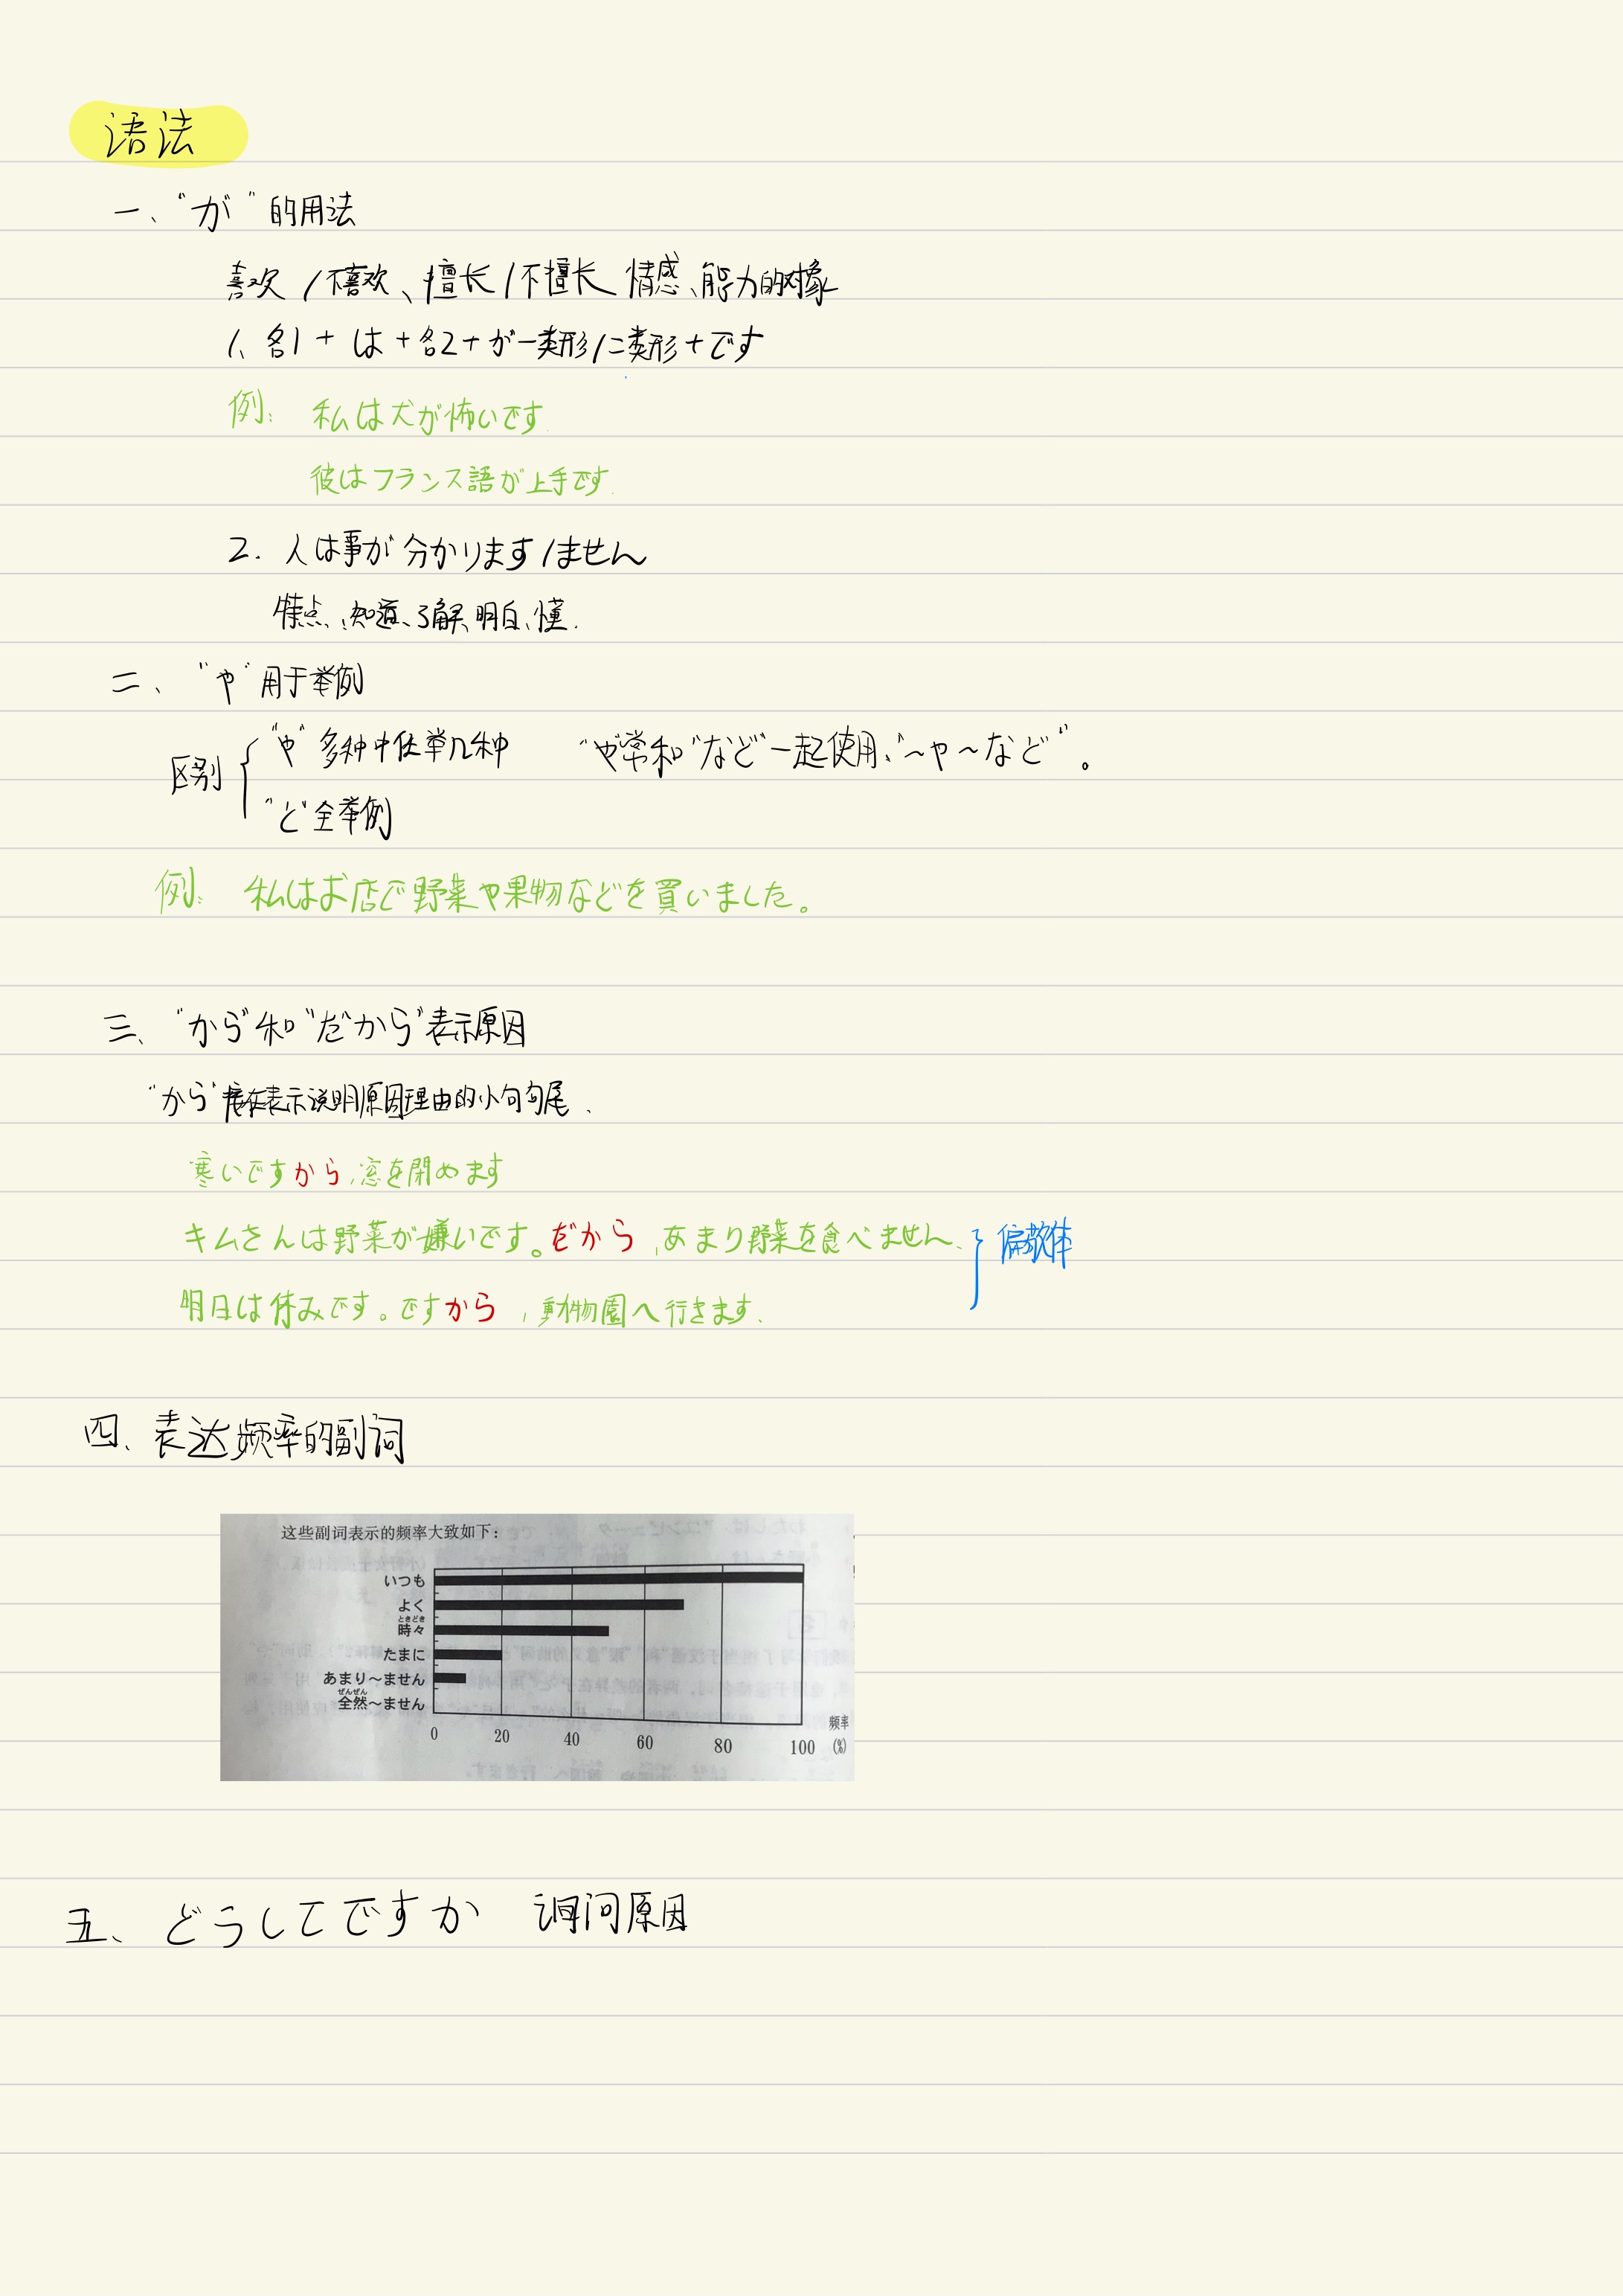 语法
一、“が”的用法
喜欢/不喜欢、擅长/不擅长 情感、能力的对象
1、名1+は+名2+が一类形/二类形+です
例: 私は犬が怖いです.
彼はフランス語が上手です.
2. 人は事が分かります/ません
知道、了解、明白、懂.
二、“や”用于举例
区别
“や”多种中仅举几种 “や常和“など”一起使用、“~や~など”。
“と”全举例
例: 私はお店で野菜や果物などを買いました。
三、“から”和“だから”表示原因
“から”表示说明原因理由的小句句尾.
寒いですから,窓を閉めます
キムさんは野菜が嫌いです。だから,あまり野菜を食べません. 偏敬体
明日は休みです。ですから,動物園へ行きます.
四、表达频率的副词
这些副词表示的频率大致如下:
いつも
よく
ときどき
時々
たまに
あまり~ません
ぜんぜん
全然~ません
0 20 40 60 80 100 频率(%)
五、どうしてですか 询问原因